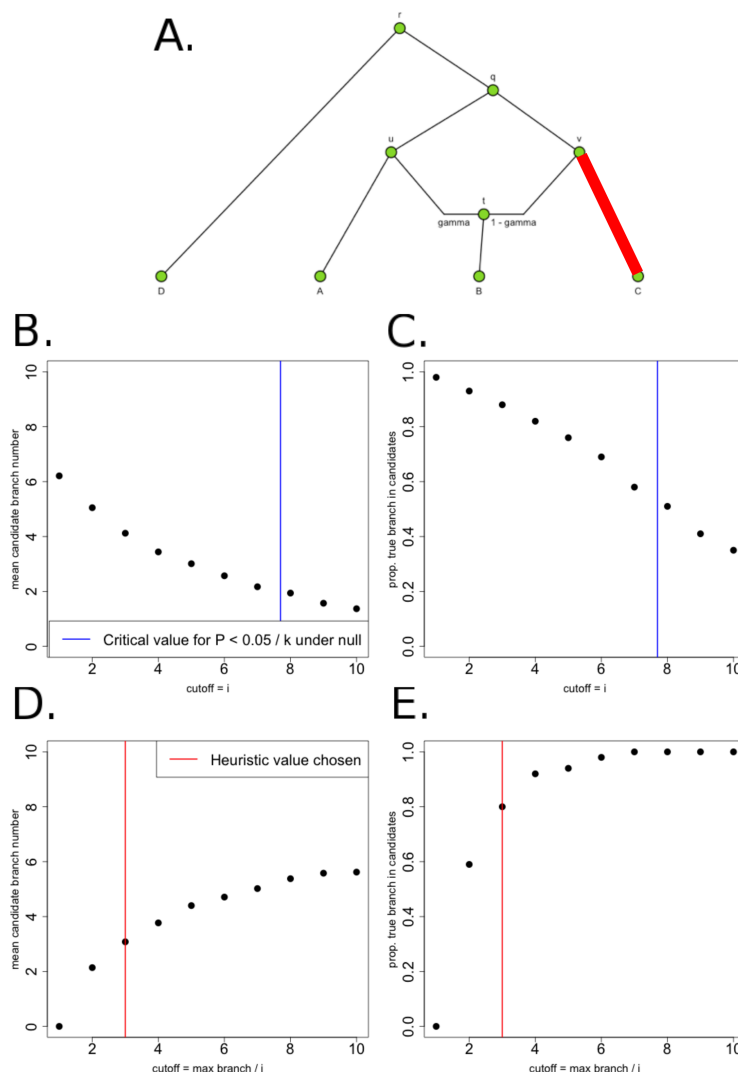 A.
r
q
u
v
t
gamma
1 - gamma
D
A
B
C
B.
mean candidate branch number
0
2
4
6
8
10
Critical value for P < 0.05 / k under null
2
4
6
8
10
cutoff = i
C.
prop. true branch in candidates
0.0
0.2
0.4
0.6
0.8
1.0
2
4
6
8
10
cutoff = i
D.
mean candidate branch number
0
2
4
6
8
10
Heuristic value chosen
2
4
6
8
10
cutoff = max branch / i
E.
prop. true branch in candidates
0.0
0.2
0.4
0.6
0.8
1.0
2
4
6
8
10
cutoff = max branch / i